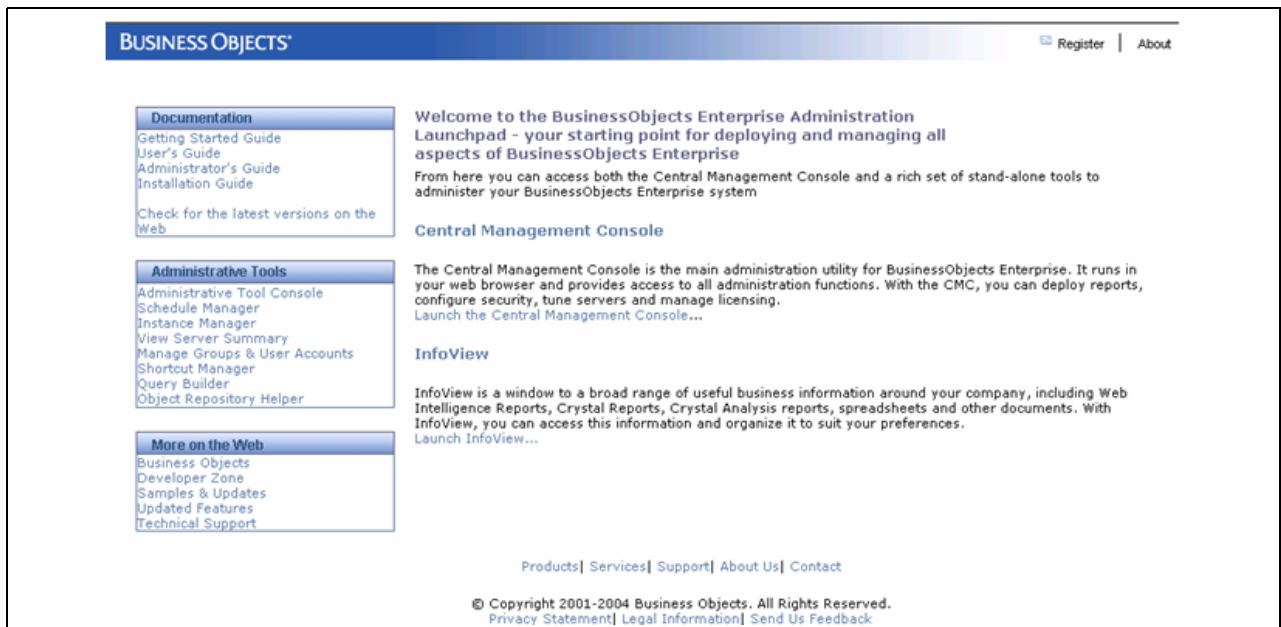 BUSINESS OBJECTS
Register | About
Documentation
Getting Started Guide
User's Guide
Administrator's Guide
Installation Guide
Check for the latest versions on the
Web
Administrative Tools
Administrative Tool Console
Schedule Manager
Instance Manager
View Server Summary
Manage Groups & User Accounts
Shortcut Manager
Query Builder
Object Repository Helper
More on the Web
Business Objects
Developer Zone
Samples & Updates
Updated Features
Technical Support
Welcome to the BusinessObjects Enterprise Administration
Launchpad - your starting point for deploying and managing all
aspects of BusinessObjects Enterprise
From here you can access both the Central Management Console and a rich set of stand-alone tools to
administer your BusinessObjects Enterprise system
Central Management Console
The Central Management Console is the main administration utility for BusinessObjects Enterprise. It runs in
your web browser and provides access to all administration functions. With the CMC, you can deploy reports,
configure security, tune servers and manage licensing.
Launch the Central Management Console...
InfoView
InfoView is a window to a broad range of useful business information around your company, including Web
Intelligence Reports, Crystal Reports, Crystal Analysis reports, spreadsheets and other documents. With
InfoView, you can access this information and organize it to suit your preferences.
Launch InfoView...
Products| Services| Support| About Us| Contact
© Copyright 2001-2004 Business Objects. All Rights Reserved.
Privacy Statement| Legal Information| Send Us Feedback